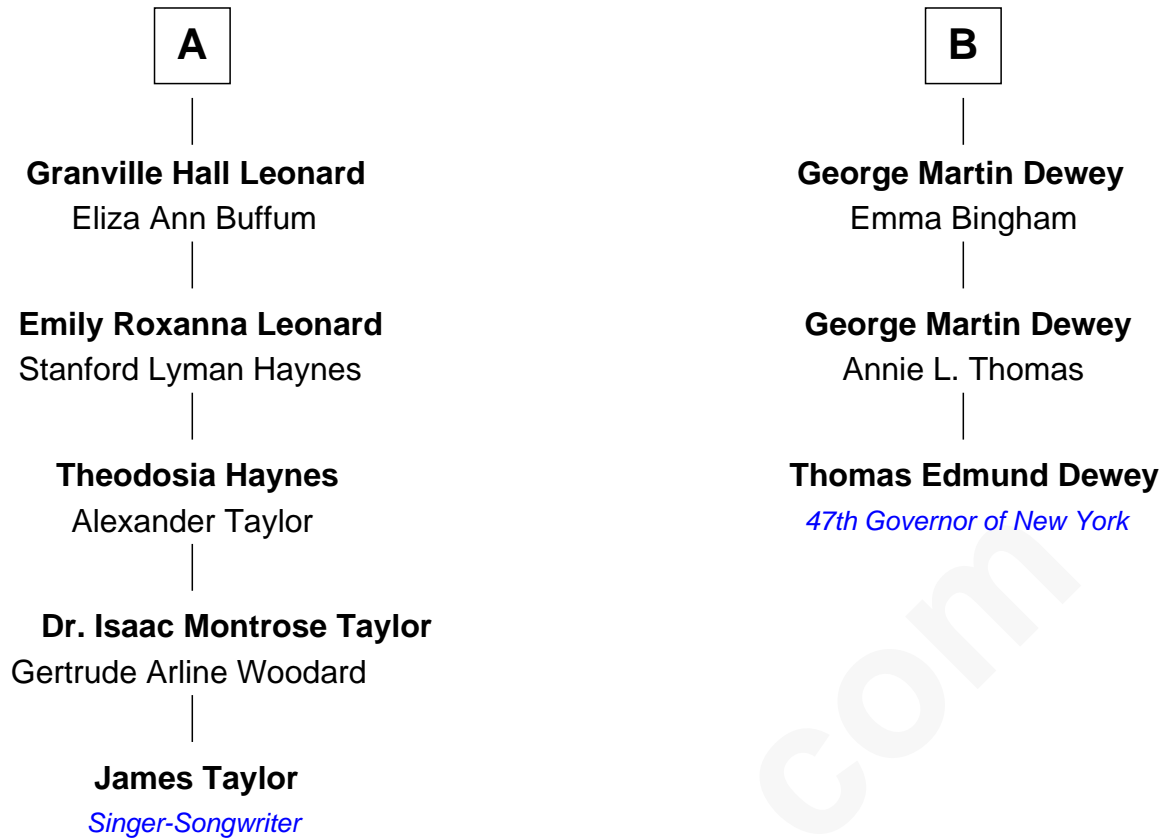 A
Granville Hall Leonard
Eliza Ann Buffum
Emily Roxanna Leonard
Stanford Lyman Haynes
Theodosia Haynes
Alexander Taylor
Dr. Isaac Montrose Taylor
Gertrude Arline Woodard
James Taylor
Singer-Songwriter
B
George Martin Dewey
Emma Bingham
George Martin Dewey
Annie L. Thomas
Thomas Edmund Dewey
47th Governor of New York
com